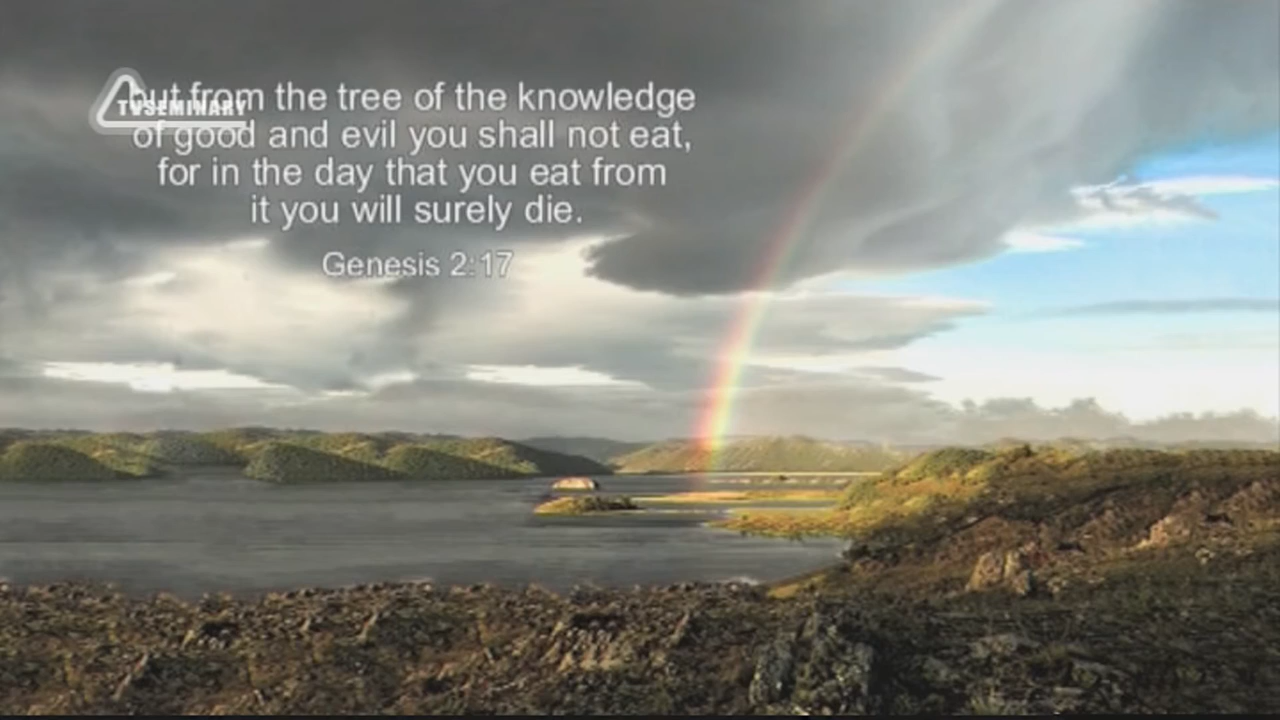 TVSEMINARY
but from the tree of the knowledge
of good and evil you shall not eat,
for in the day that you eat from
it you will surely die.
Genesis 2:17